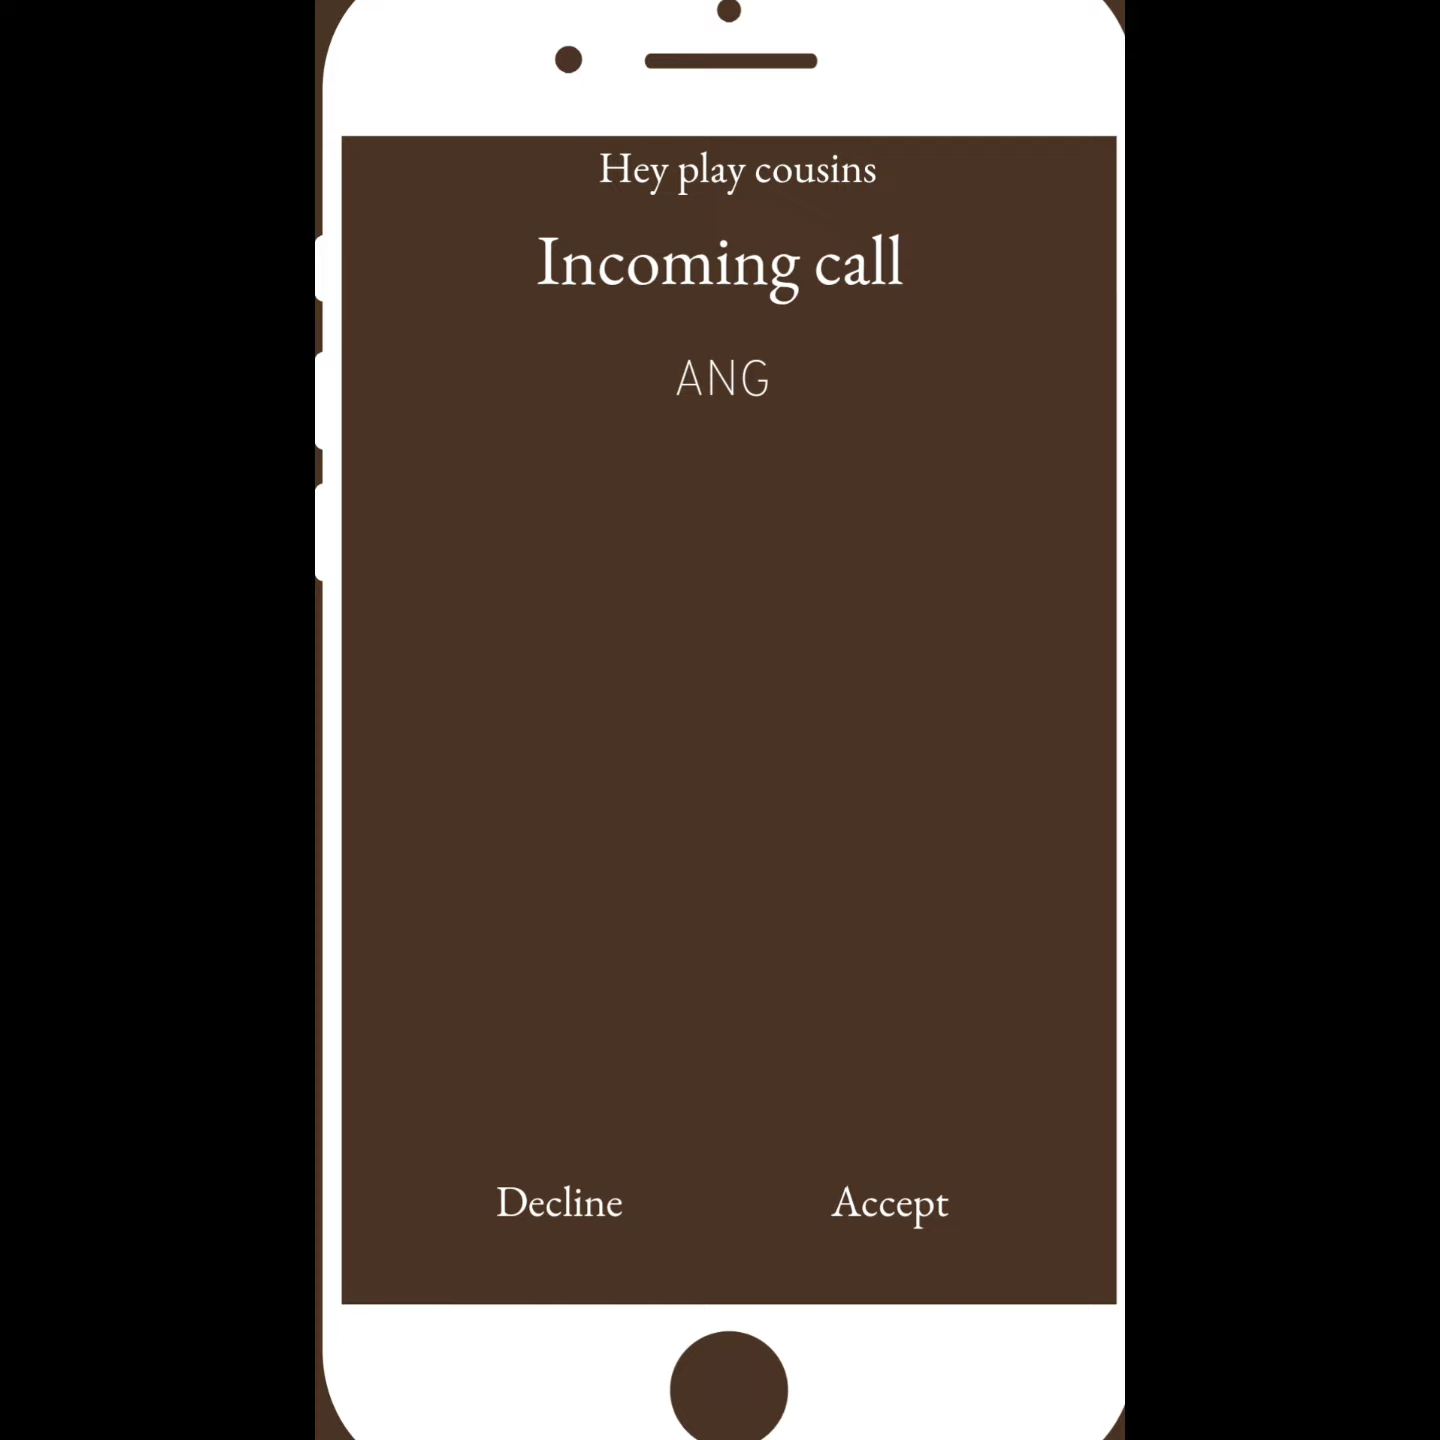 Hey play cousins
Incoming call
ANG
Decline
Accept